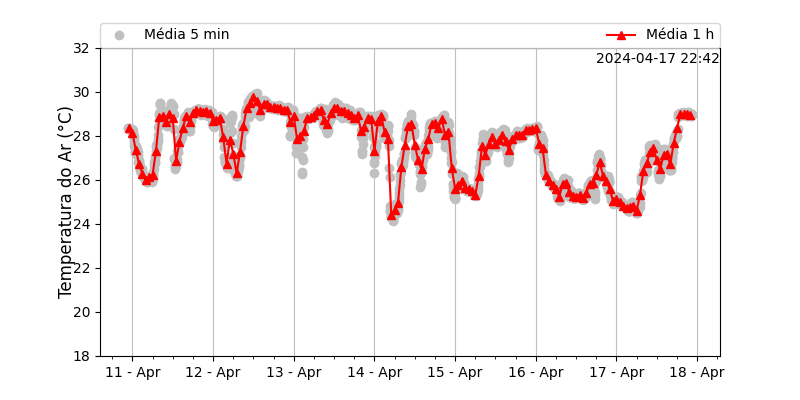 Média 5 min
Média 1 h
2024-04-17 22:42
Temperatura do Ar (°C)
32
30
28
26
24
22
20
18
11 - Apr
12 - Apr
13 - Apr
14 - Apr
15 - Apr
16 - Apr
17 - Apr
18 - Apr